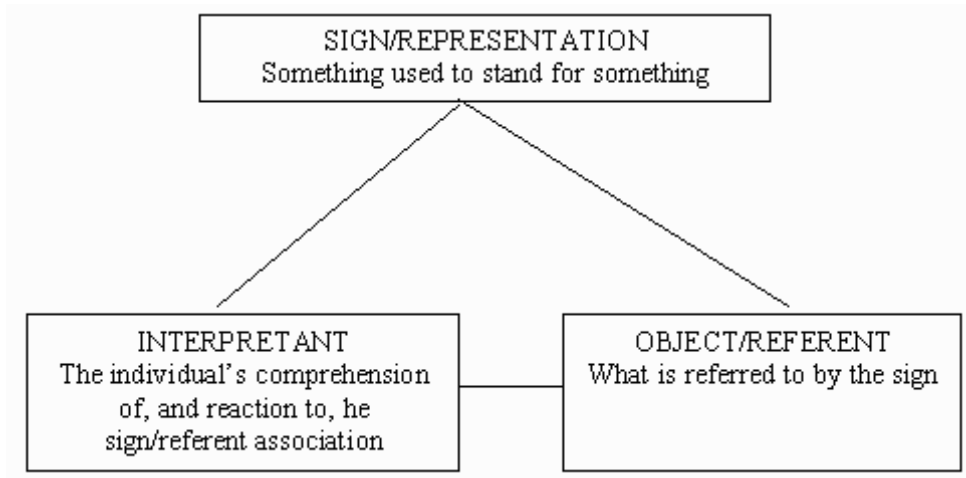 SIGN/REPRESENTATION
Something used to stand for something
INTERPRETANT
The individual's comprehension
of, and reaction to, he
sign/referent association
OBJECT/REFERENT
What is referred to by the sign